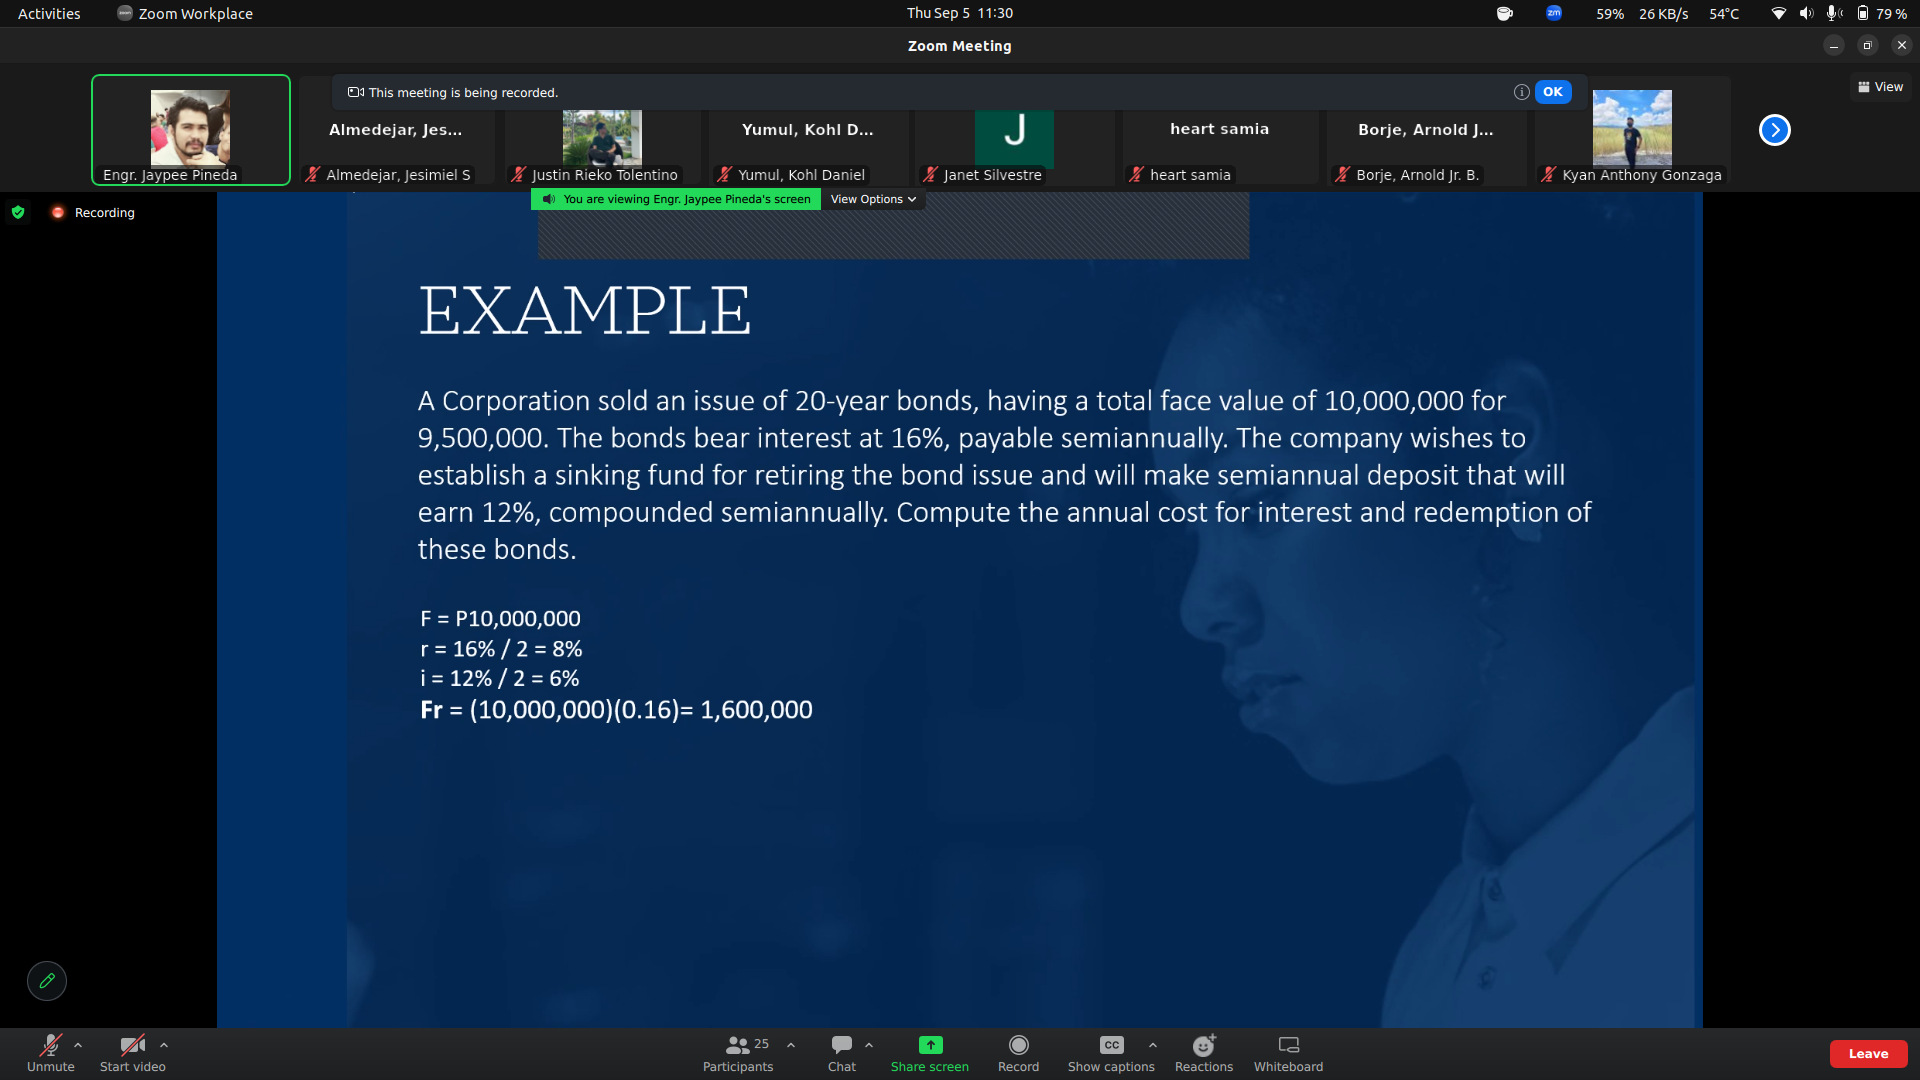 Activities
Zoom Workplace
Thu Sep 5 11:30
zm
59% 26 KB/s 54°C
79 %
Zoom Meeting
This meeting is being recorded.
OK
View
Almedejar, Jes...
Yumul, Kohl D...
J
heart samia
Borje, Arnold J...
Engr. Jaypee Pineda
Almedejar, Jesimiel S
Justin Rieko Tolentino
Yumul, Kohl Daniel
Janet Silvestre
heart samia
Borje, Arnold Jr. B.
Kyan Anthony Gonzaga
You are viewing Engr. Jaypee Pineda's screen
View Options
Recording
EXAMPLE
A Corporation sold an issue of 20-year bonds, having a total face value of 10,000,000 for
9,500,000. The bonds bear interest at 16%, payable semiannually. The company wishes to
establish a sinking fund for retiring the bond issue and will make semiannual deposit that will
earn 12%, compounded semiannually. Compute the annual cost for interest and redemption of
these bonds.
F = P10,000,000
r = 16% / 2 = 8%
i = 12% / 2 = 6%
Fr = (10,000,000)(0.16)= 1,600,000
Unmute
Start video
25
Participants
Chat
Share screen
Record
CC
Show captions
Reactions
Whiteboard
Leave